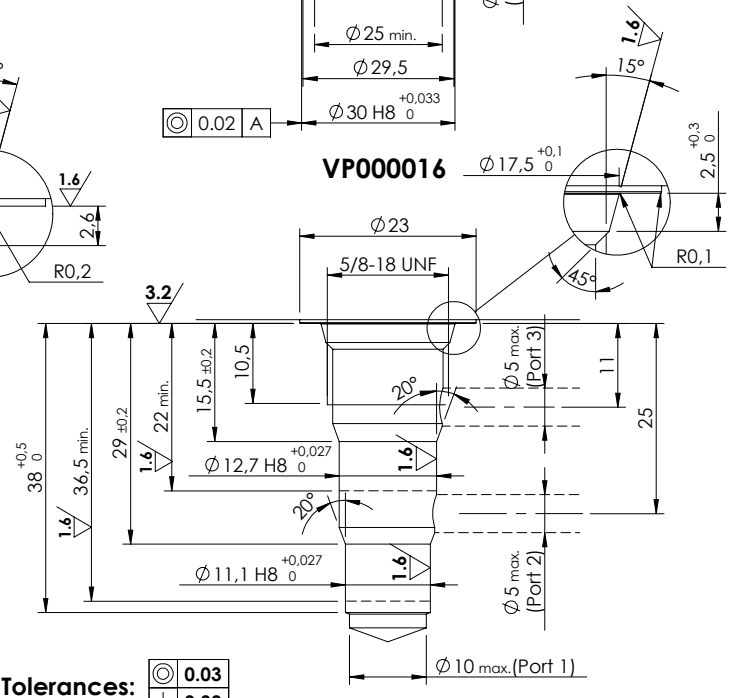 Ø25 min.
Ø29,5
Ø30 H8 +0,033 0
◎ 0.02 A
VP000016
Ø17,5 +0,1 0
1.6
15°
2,5 +0,3 0
R0,1
45°
1.6
2,6
R0,2
Ø23
5/8-18 UNF
3.2
38 +0,5 0
36,5 min.
1.6
29 ±0,2
22 min.
1.6
15,5 ±0,2
10,5
20°
Ø5 max.
(Port 3)
11
25
Ø12,7 H8 +0,027 0
1.6
20°
Ø11,1 H8 +0,027 0
1.6
Ø5 max.
(Port 2)
Ø10 max.(Port 1)
Tolerances:
◎ 0.03